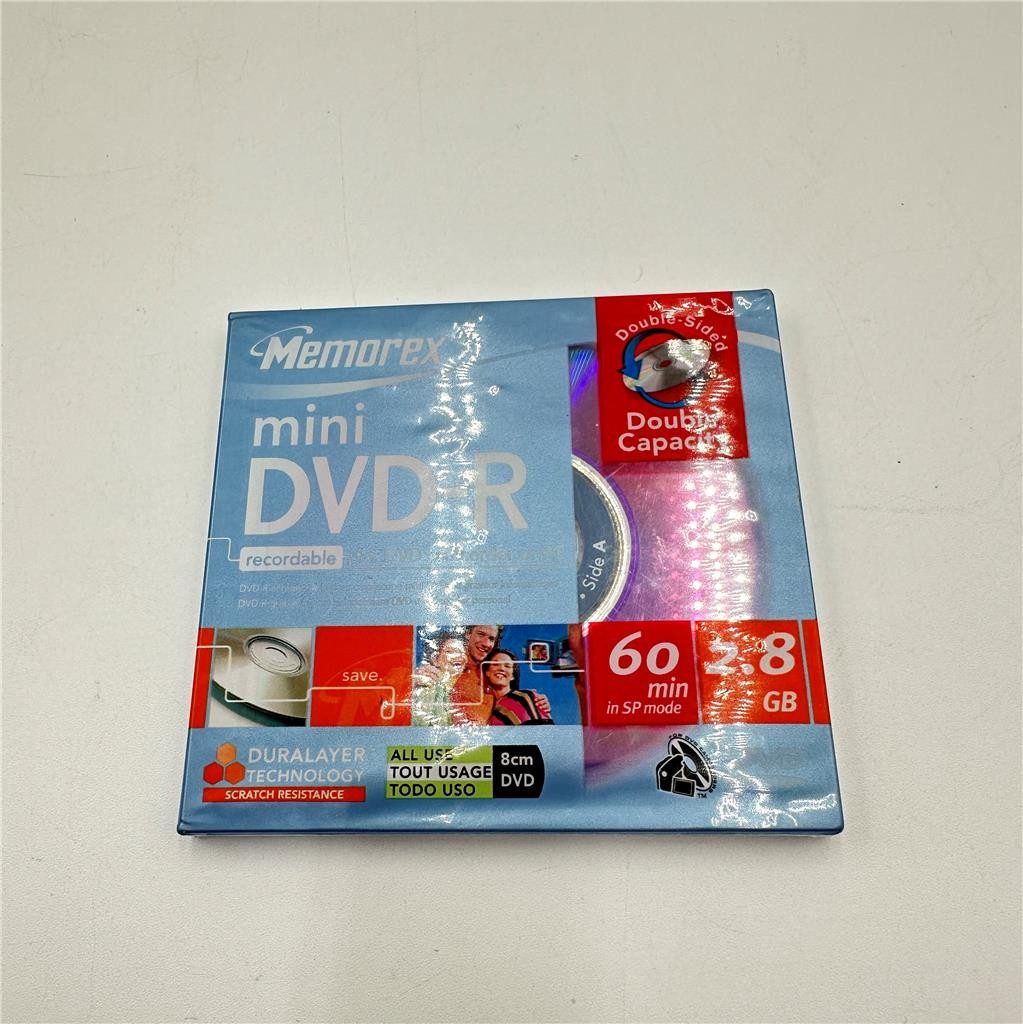 Memorex
Double-Sided
Double
Capacity
mini
DVD-R
recordable
• Side A
save.
60
min
in SP mode
2.8
GB
DURALAYER
TECHNOLOGY
SCRATCH RESISTANCE
ALL USE
TOUT USAGE
TODO USO
8cm
DVD
TM